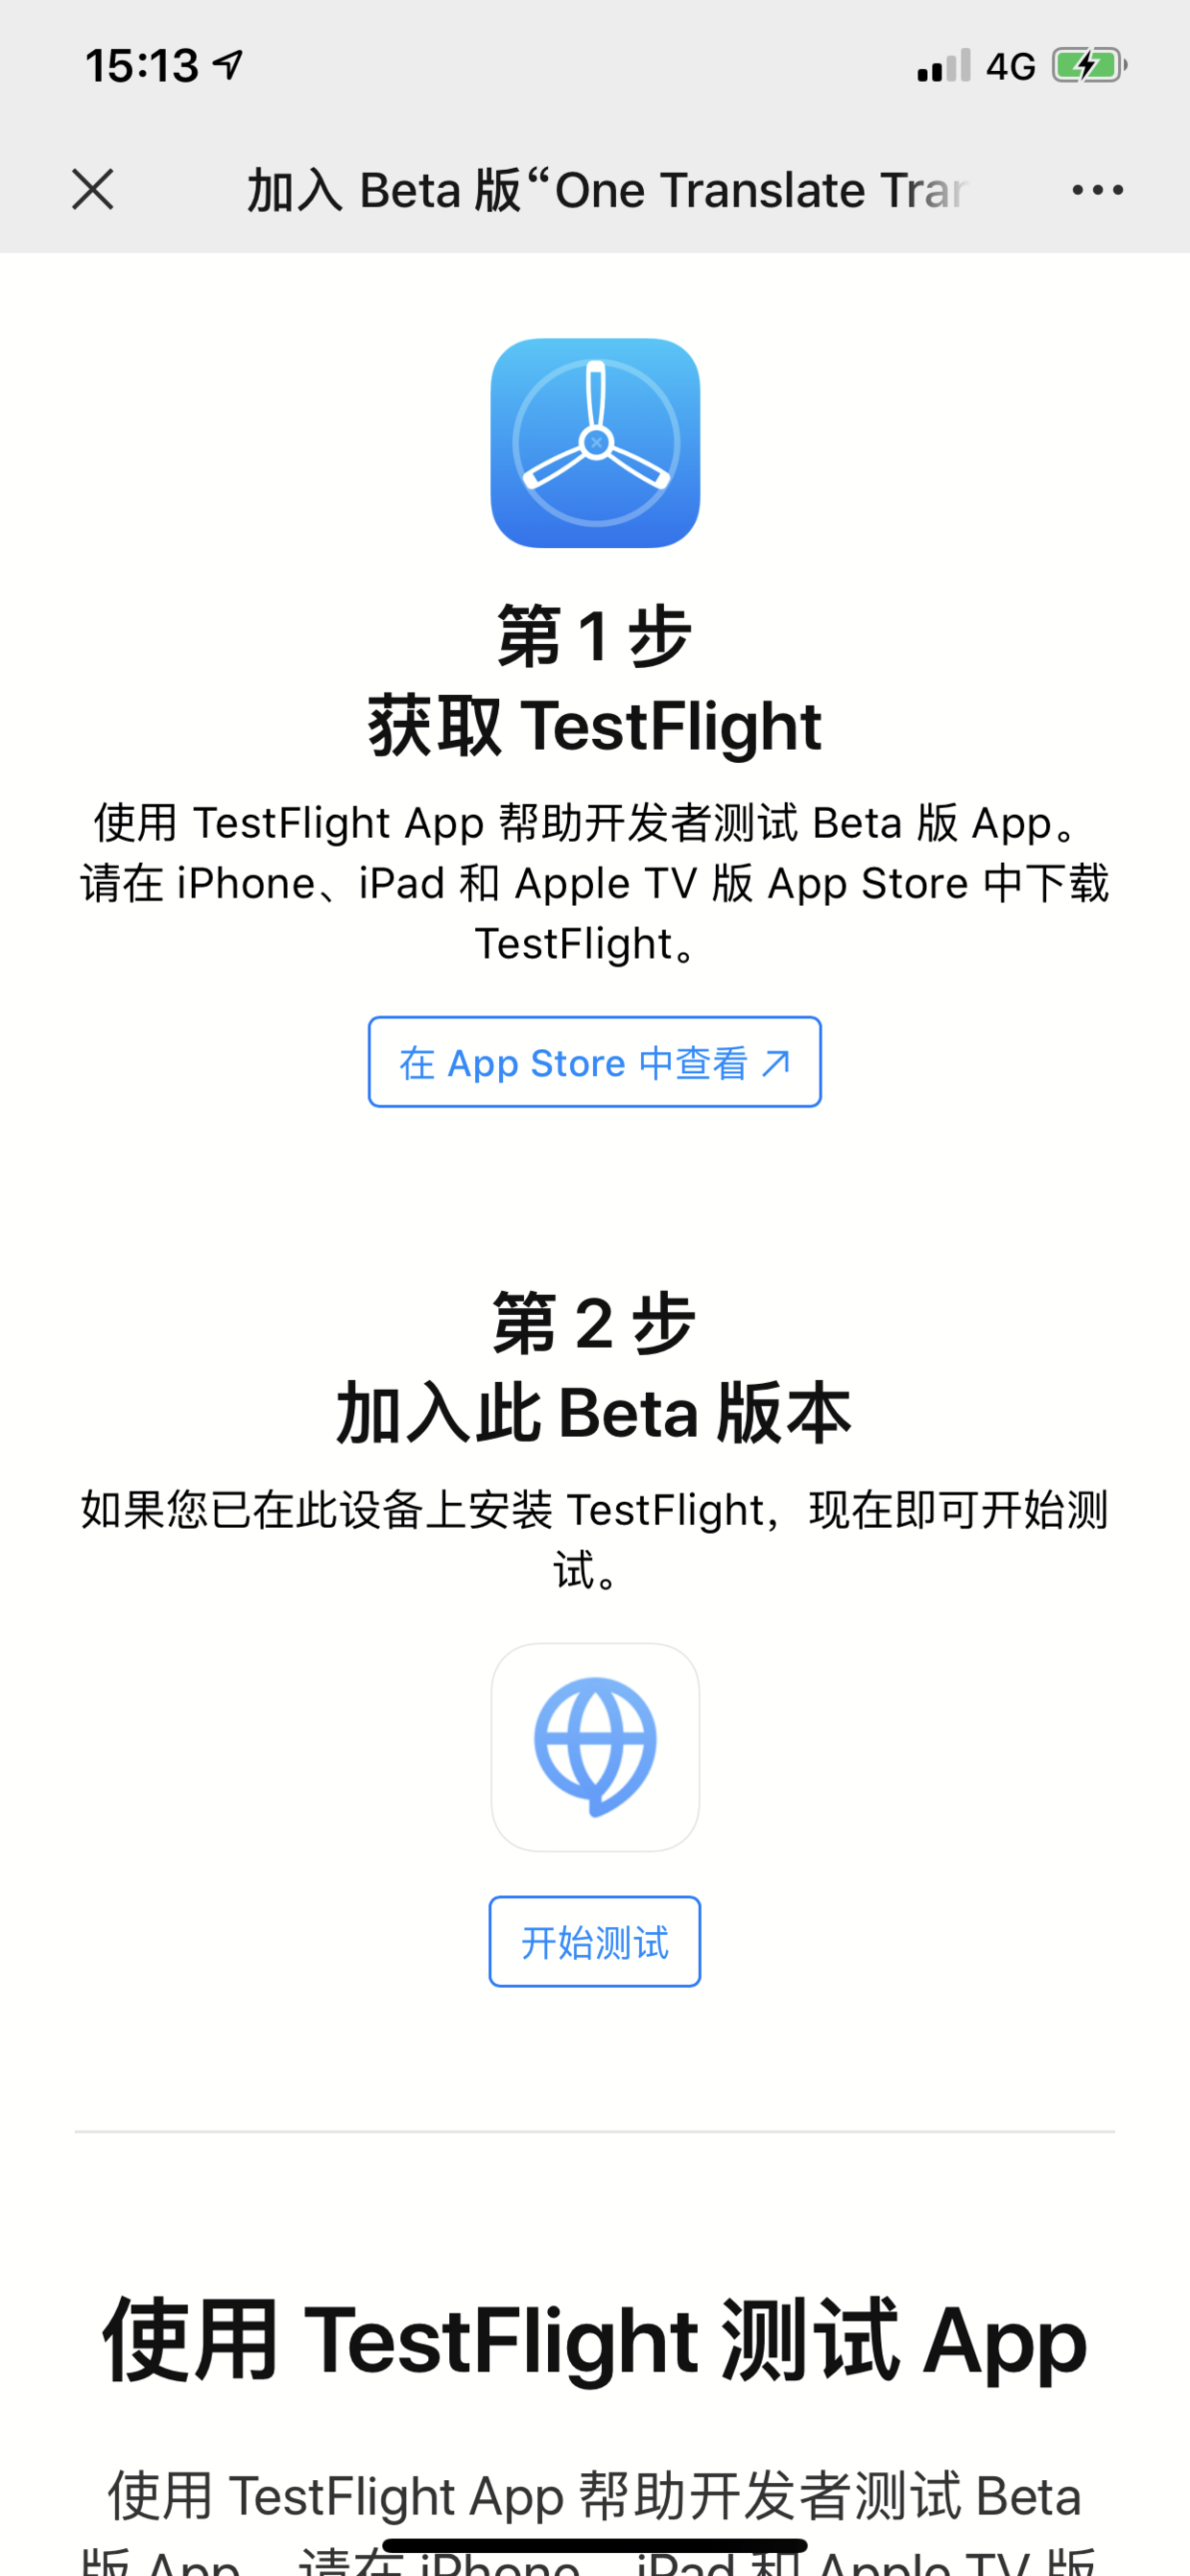 15:13
4G
加入 Beta 版“One Translate
第 1 步
获取 TestFlight
使用 TestFlight App 帮助开发者测试 Beta 版 App。
请在 iPhone、iPad 和 Apple TV 版 App Store 中下载
TestFlight。
在 App Store 中查看
第 2 步
加入此 Beta 版本
如果您已在此设备上安装 TestFlight，现在即可开始测
试。
开始测试
使用 TestFlight 测试 App
使用 TestFlight App 帮助开发者测试 Beta
版 App。请在 iPhone、iPad 和 Apple TV 版